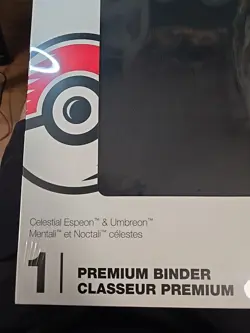 Celestial Espeon™ & Umbreon™
Mentali™ et Noctali™ célestes
1
PREMIUM BINDER
CLASSEUR PREMIUM